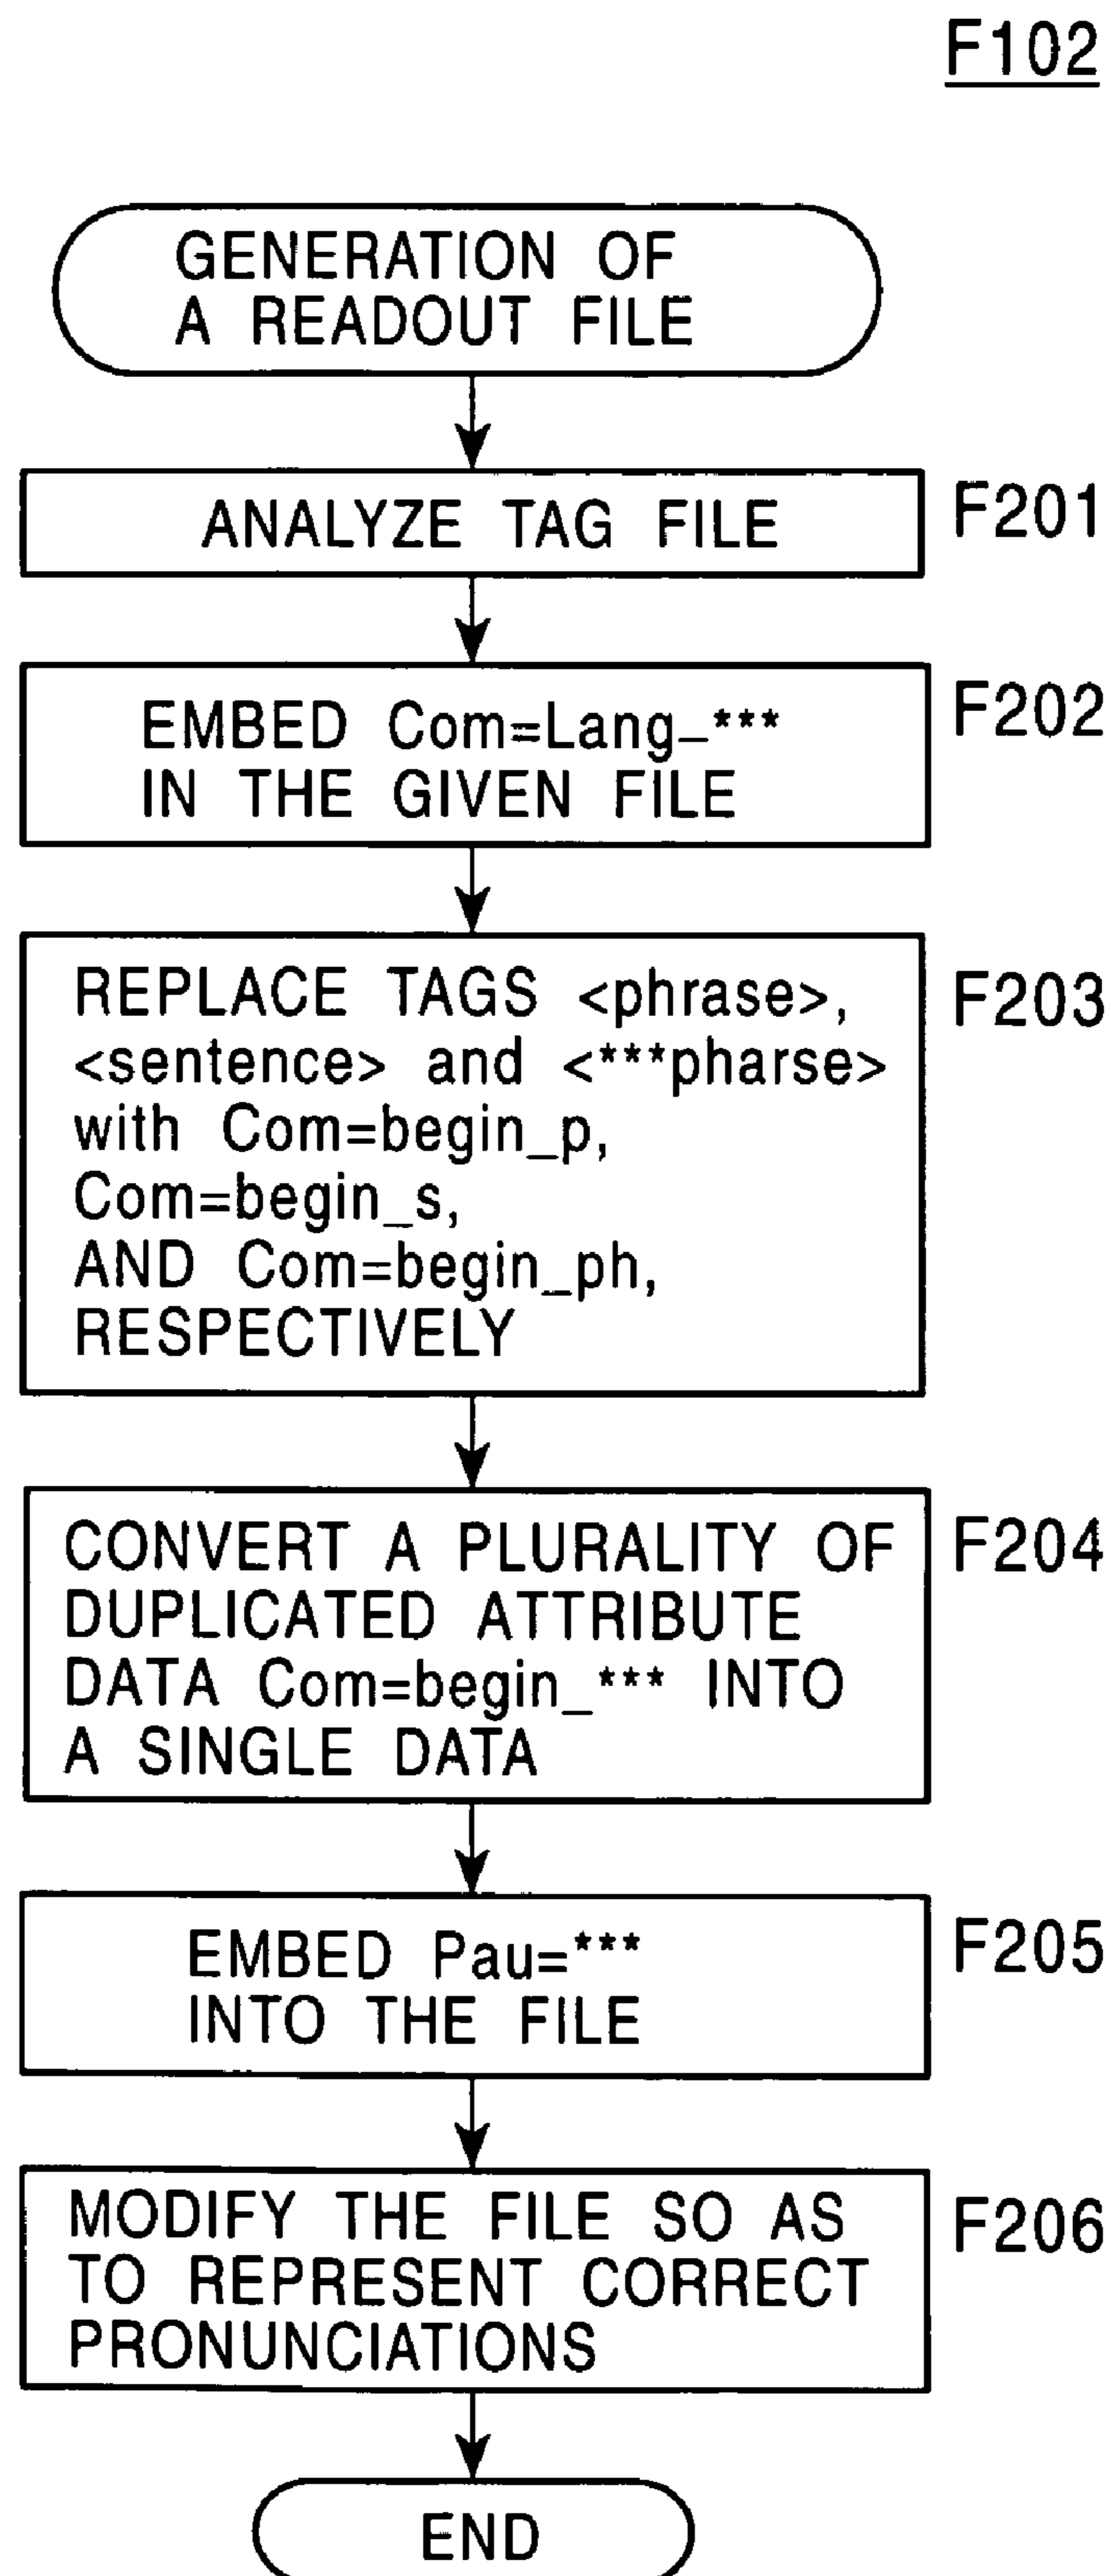 F102
GENERATION OF
A READOUT FILE
ANALYZE TAG FILE
F201
EMBED Com=Lang_***
IN THE GIVEN FILE
F202
REPLACE TAGS <phrase>,
<sentence> and <***pharse>
with Com=begin_p,
Com=begin_s,
AND Com=begin_ph,
RESPECTIVELY
F203
CONVERT A PLURALITY OF
DUPLICATED ATTRIBUTE
DATA Com=begin_*** INTO
A SINGLE DATA
F204
EMBED Pau=***
INTO THE FILE
F205
MODIFY THE FILE SO AS
TO REPRESENT CORRECT
PRONUNCIATIONS
F206
END